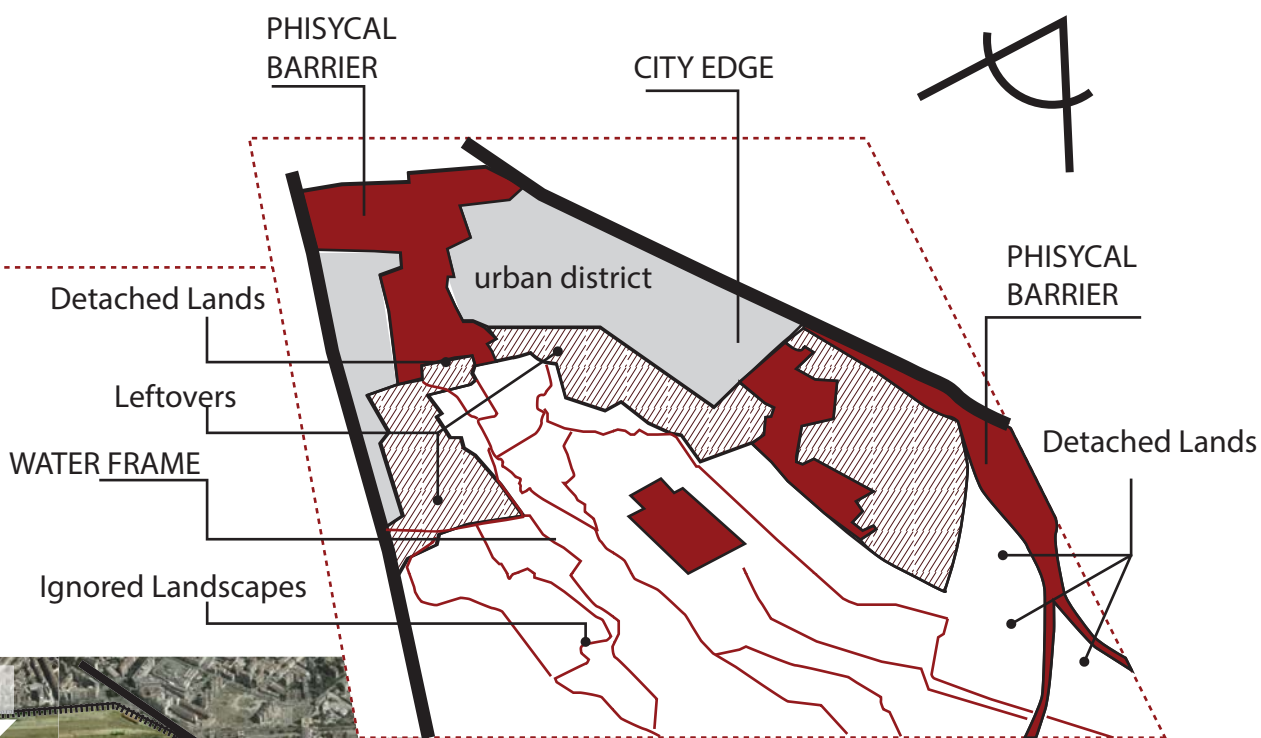 PHISYCAL
BARRIER
CITY EDGE
urban district
PHISYCAL
BARRIER
Detached Lands
Leftovers
WATER FRAME
Detached Lands
Ignored Landscapes